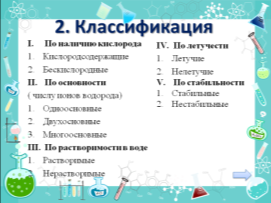 2. Классификация
I. По наличию кислорода
1. Кислородсодержащие
2. Бескислородные
II. По основности
( числу ионов водорода)
1. Одноосновные
2. Двухосновные
3. Многоосновные
III. По растворимости в воде
1. Растворимые
2. Нерастворимые
IV. По летучести
1. Летучие
2. Нелетучие
V. По стабильности
1. Стабильные
2. Нестабильные